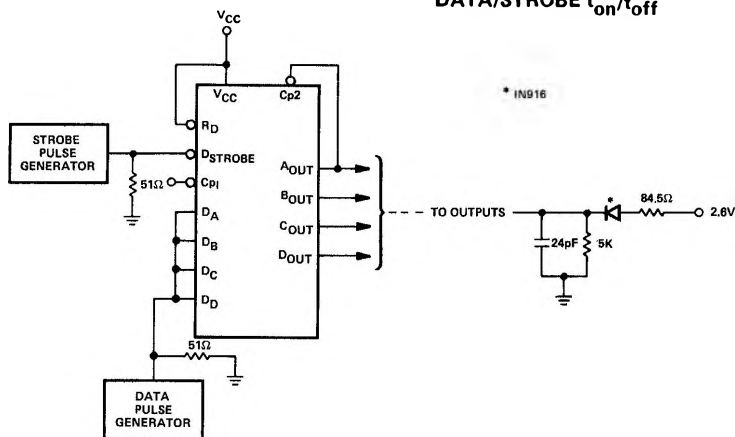 DATA/STROBE ton/toff
VCC
VCC
Cp2
* IN916
RD
STROBE
PULSE
GENERATOR
DSTROBE
AOUT
*
84.5Ω
51Ω
Cp1
BOUT
2.6V
DA
TO OUTPUTS
COUT
DB
24pF
5K
DOUT
DC
DD
51Ω
DATA
PULSE
GENERATOR